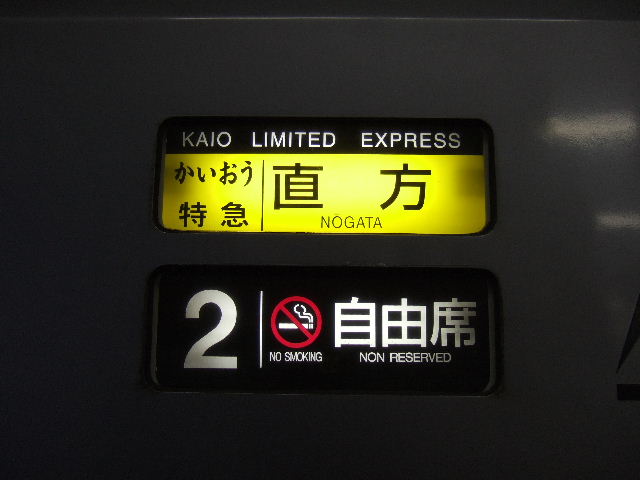 KAIO LIMITED EXPRESS
かいおう
特急
直方
NOGATA
2
NO SMOKING
自由席
NON RESERVED